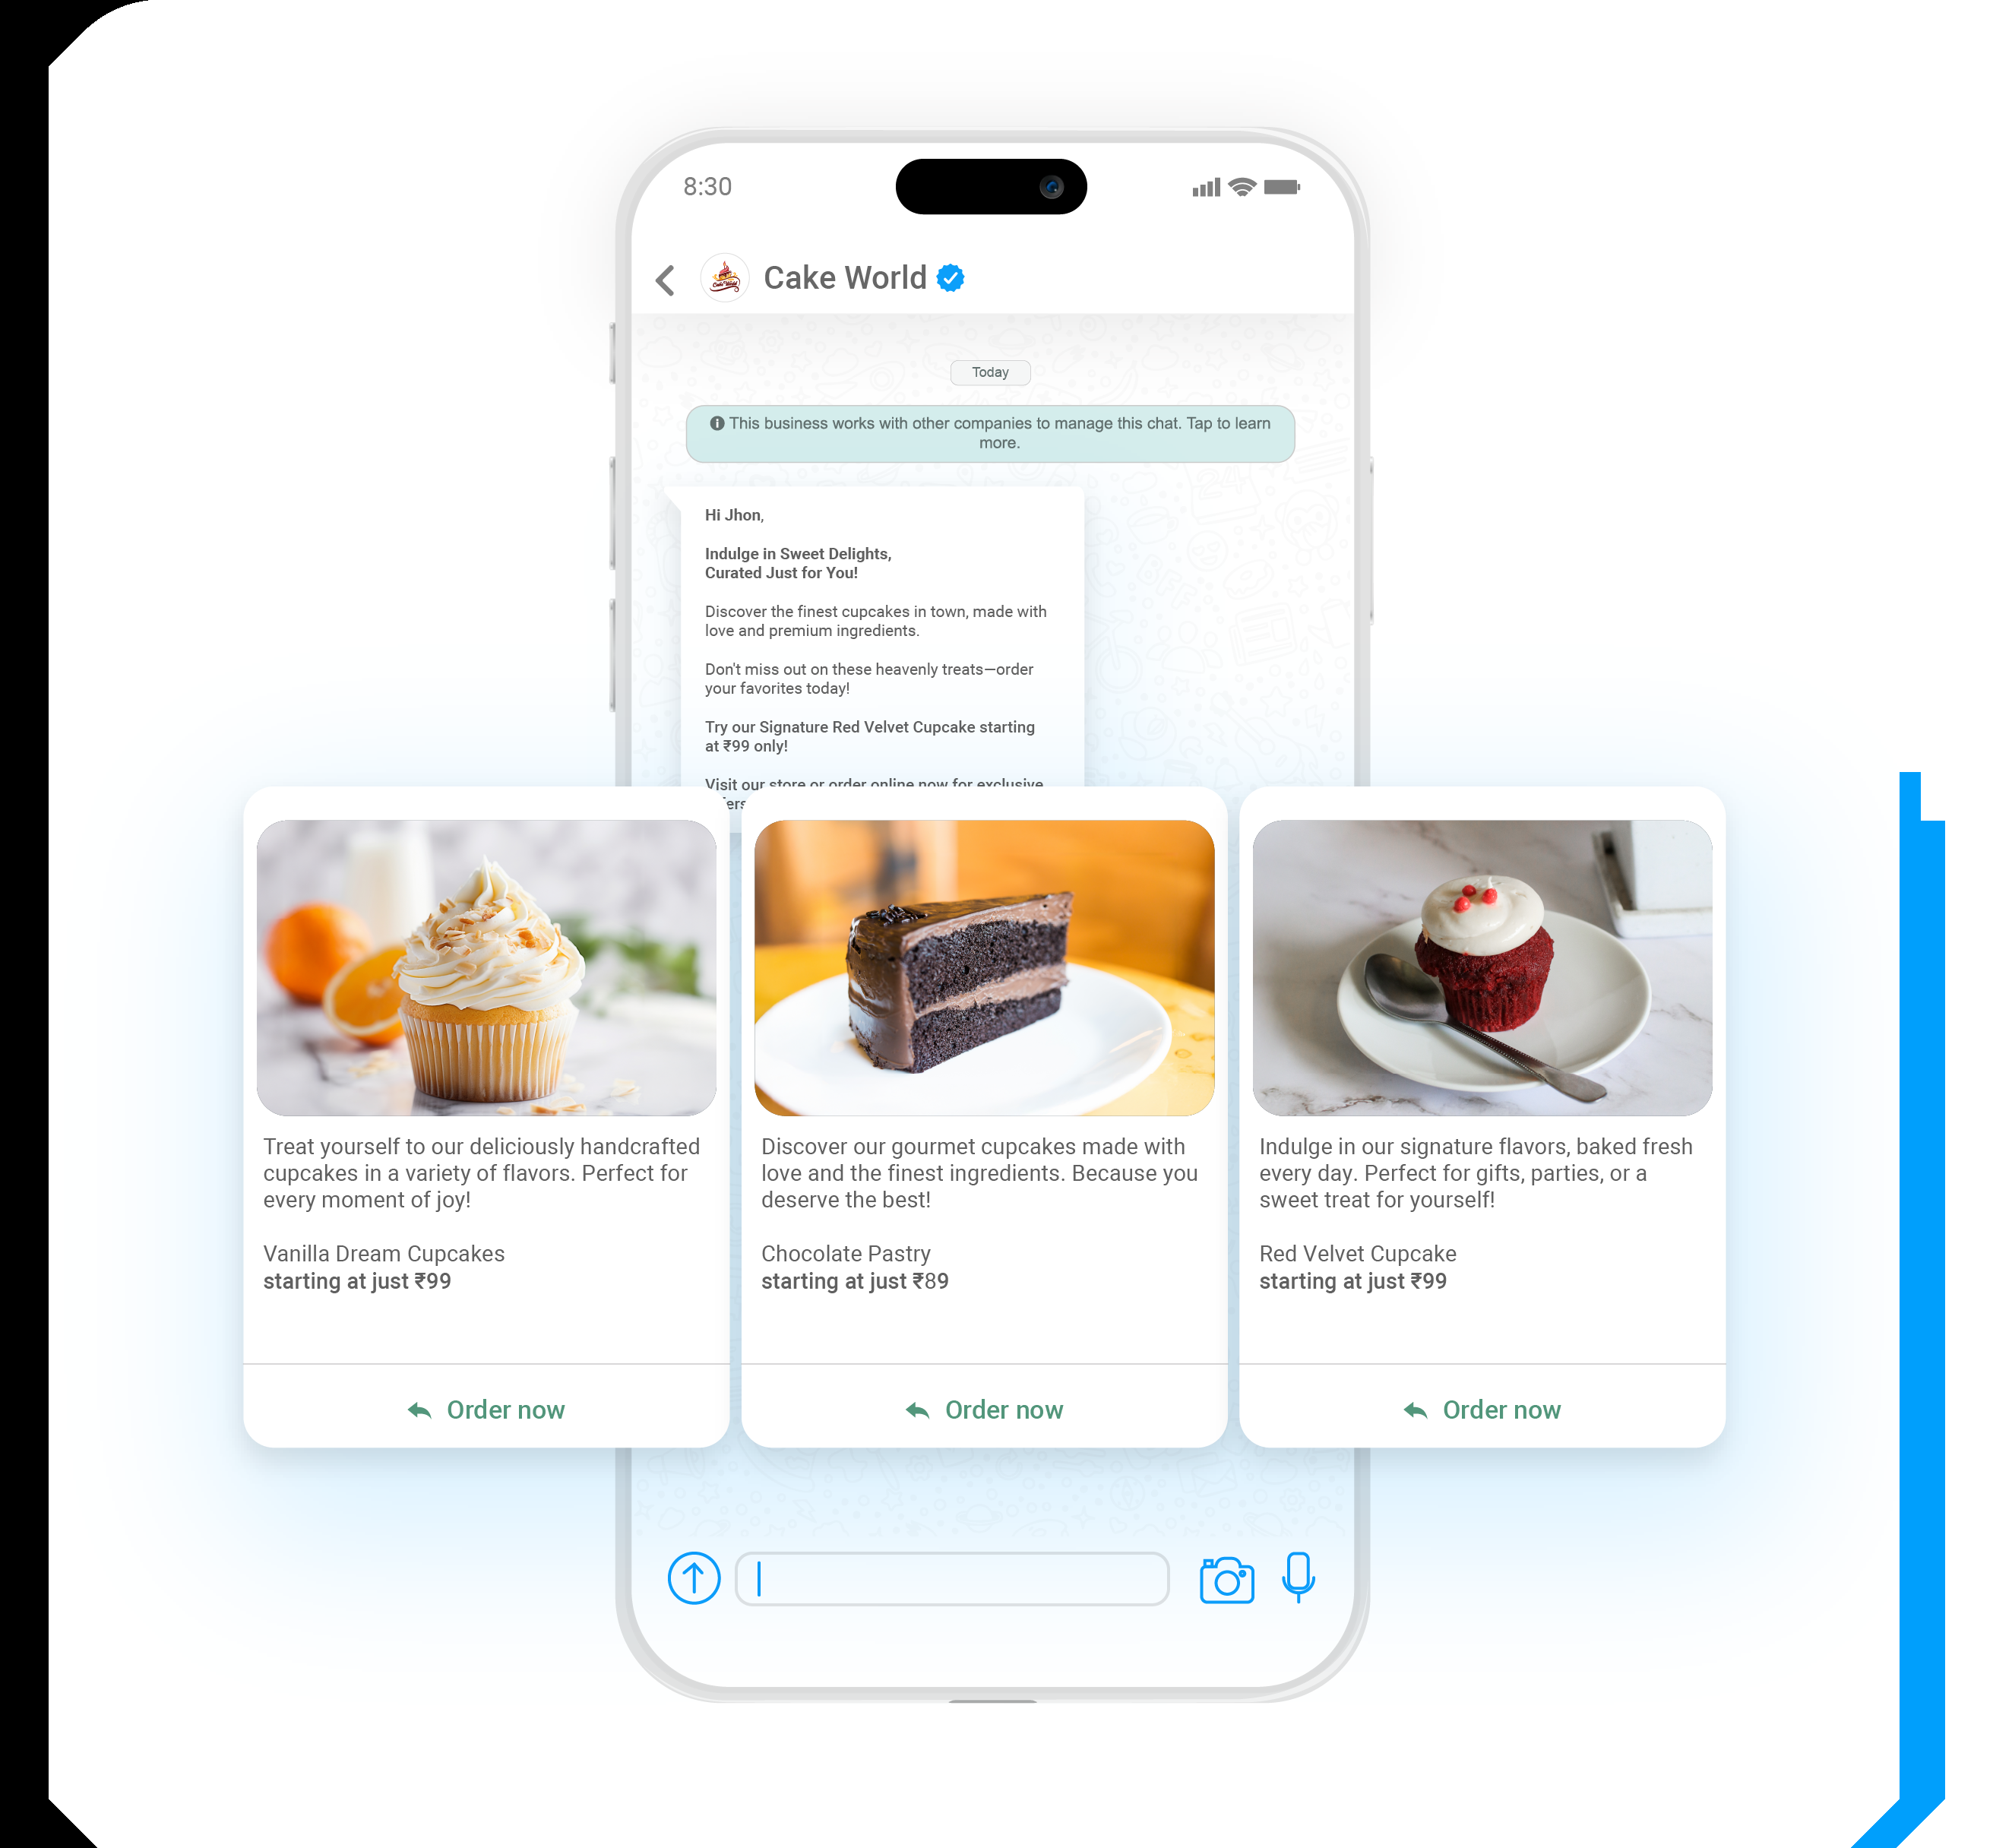 8:30
Cake World
Today
This business works with other companies to manage this chat. Tap to learn
more.
Hi Jhon,
Indulge in Sweet Delights,
Curated Just for You!
Discover the finest cupcakes in town, made with
love and premium ingredients.
Don't miss out on these heavenly treats—order
your favorites today!
Try our Signature Red Velvet Cupcake starting
at ₹99 only!
Visit our store or order online now for exclusive
Treat yourself to our deliciously handcrafted
cupcakes in a variety of flavors. Perfect for
every moment of joy!
Vanilla Dream Cupcakes
starting at just ₹99
Order now
Discover our gourmet cupcakes made with
love and the finest ingredients. Because you
deserve the best!
Chocolate Pastry
starting at just ₹89
Order now
Indulge in our signature flavors, baked fresh
every day. Perfect for gifts, parties, or a
sweet treat for yourself!
Red Velvet Cupcake
starting at just ₹99
Order now